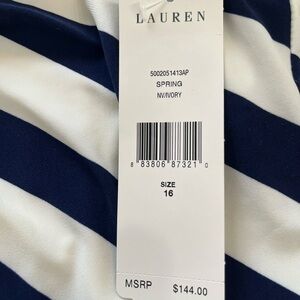 LAUREN
5002051413AP
SPRING
NV/IVORY
8 83806 87321 0
SIZE
16
MSRP $144.00